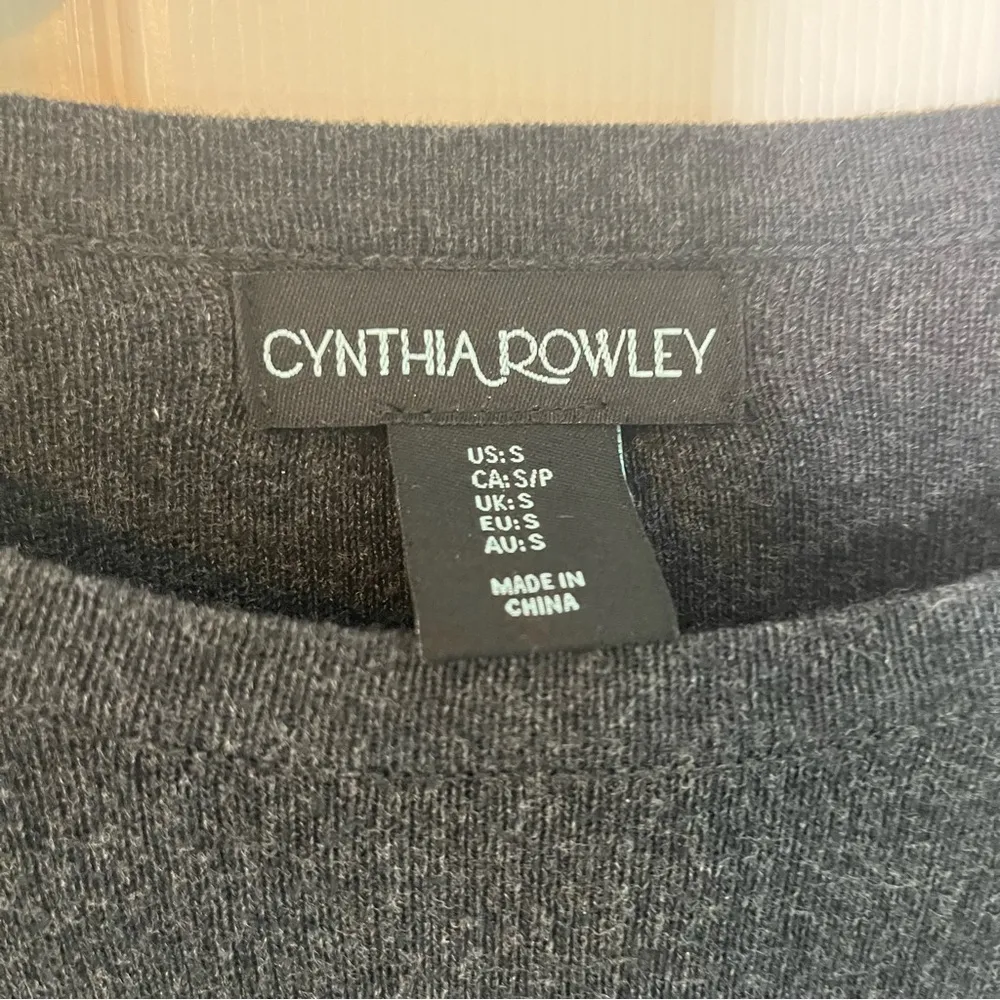 CYNTHIA ROWLEY
US: S
CA: S/P
UK: S
EU: S
AU: S
MADE IN
CHINA